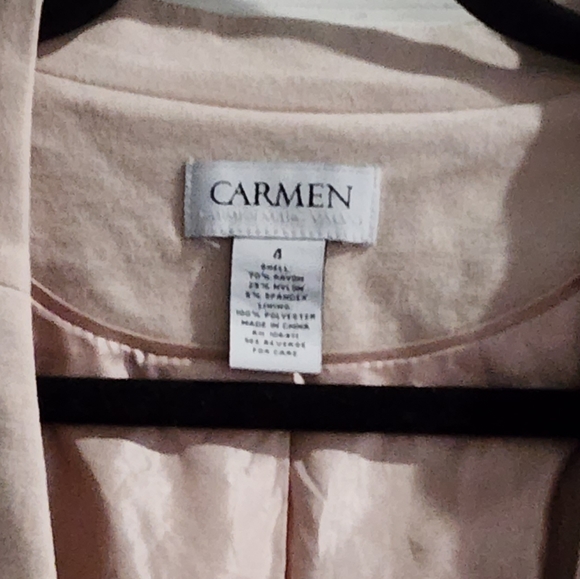 CARMEN
4
SHELL:
70% RAYON
25% NYLON
5% SPANDEX
LINING:
100% POLYESTER
MADE IN CHINA
RN
SEE REVERSE
FOR CARE